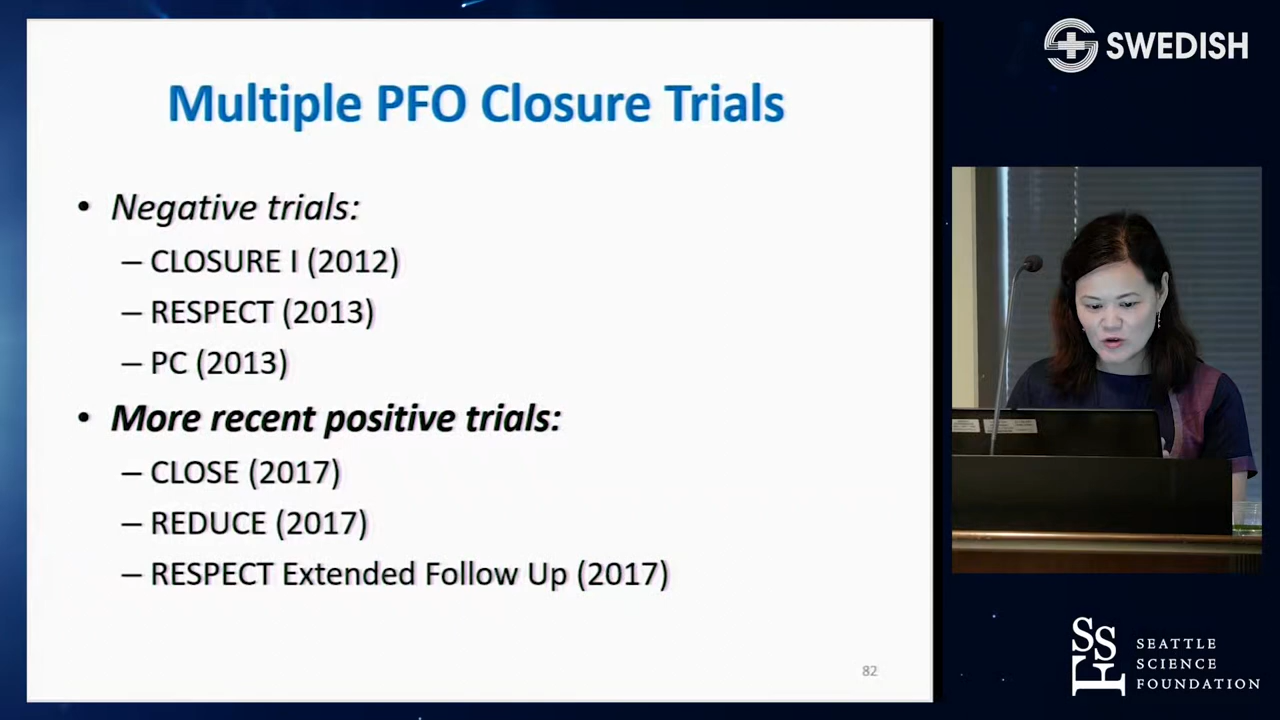 Multiple PFO Closure Trials
• Negative trials:
– CLOSURE I (2012)
– RESPECT (2013)
– PC (2013)
• More recent positive trials:
– CLOSE (2017)
– REDUCE (2017)
– RESPECT Extended Follow Up (2017)
82
SWEDISH
SSF
SEATTLE
SCIENCE
FOUNDATION